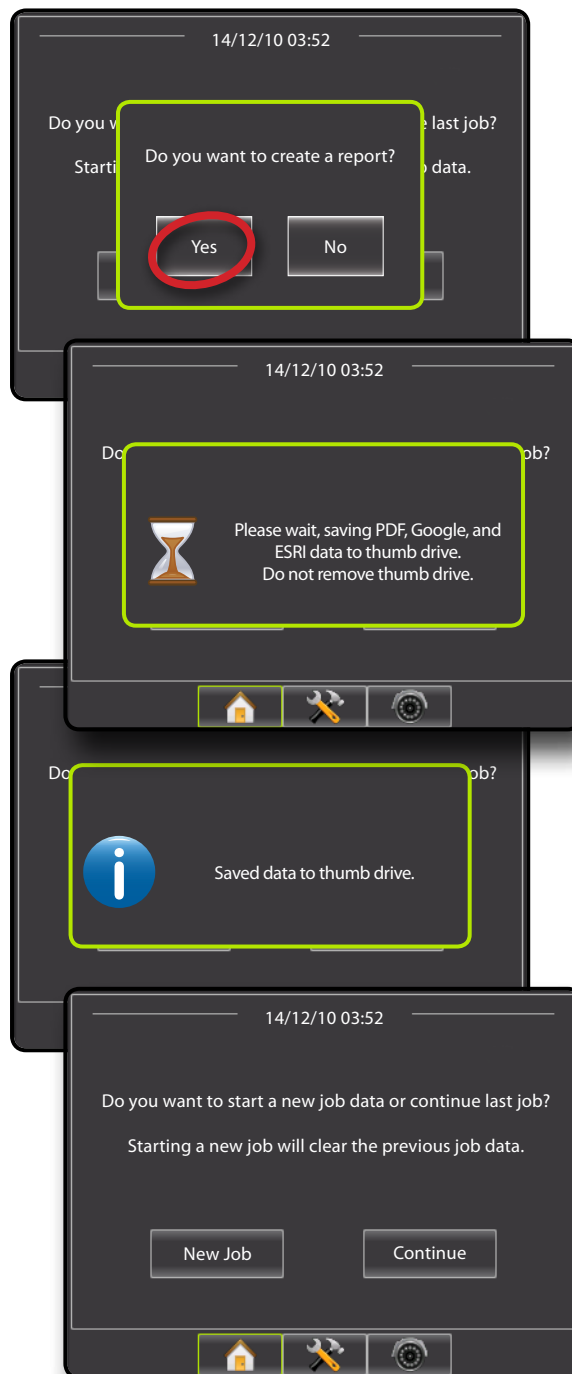 14/12/10 03:52
Do you last job?
Do you want to create a report?
Starti data.
Yes No
14/12/10 03:52
Do ob?
Please wait, saving PDF, Google, and
ESRI data to thumb drive.
Do not remove thumb drive.
Do ob?
Saved data to thumb drive.
14/12/10 03:52
Do you want to start a new job data or continue last job?
Starting a new job will clear the previous job data.
New Job Continue